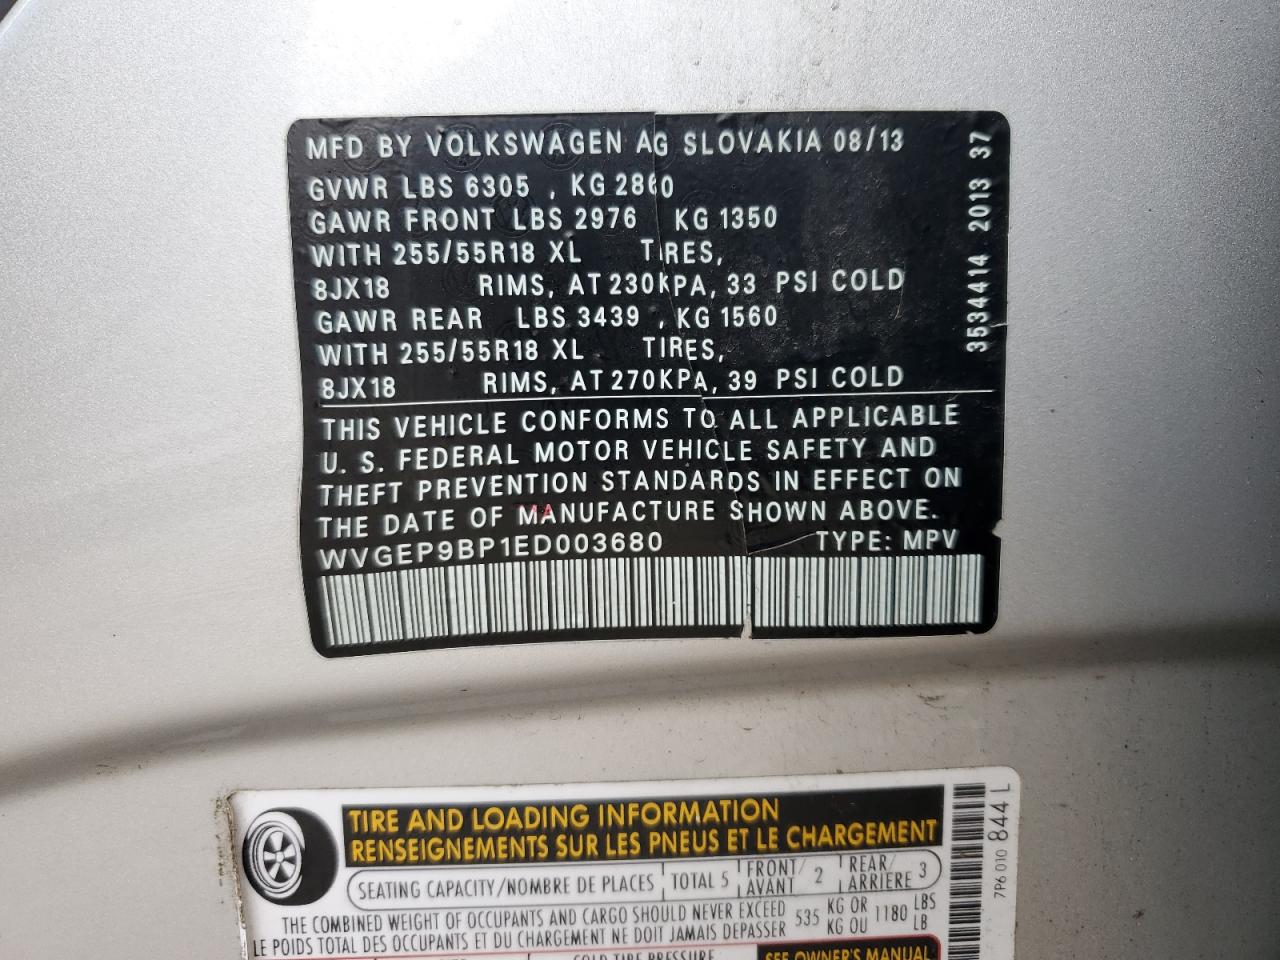 MFD BY VOLKSWAGEN AG SLOVAKIA 08/13
GVWR LBS 6305 , KG 2860
GAWR FRONT LBS 2976 KG 1350
WITH 255/55R18 XL TIRES,
8JX18 RIMS, AT 230KPA, 33 PSI COLD
GAWR REAR LBS 3439 , KG 1560
WITH 255/55R18 XL TIRES,
8JX18 RIMS, AT 270KPA, 39 PSI COLD
THIS VEHICLE CONFORMS TO ALL APPLICABLE
U. S. FEDERAL MOTOR VEHICLE SAFETY AND
THEFT PREVENTION STANDARDS IN EFFECT ON
THE DATE OF MANUFACTURE SHOWN ABOVE.
WVGEP9BP1ED003680 TYPE: MPV
3534414 2013 37
TIRE AND LOADING INFORMATION
RENSEIGNEMENTS SUR LES PNEUS ET LE CHARGEMENT
SEATING CAPACITY/NOMBRE DE PLACES TOTAL 5 FRONT/AVANT 2 REAR/ARRIÈRE 3
THE COMBINED WEIGHT OF OCCUPANTS AND CARGO SHOULD NEVER EXCEED 535 KG OR 1180 LBS
LE POIDS TOTAL DES OCCUPANTS ET DU CHARGEMENT NE DOIT JAMAIS DEPASSER KG OU LB
COLD TIRE PRESSURE
SEE OWNER'S MANUAL
7P6 010 844 L